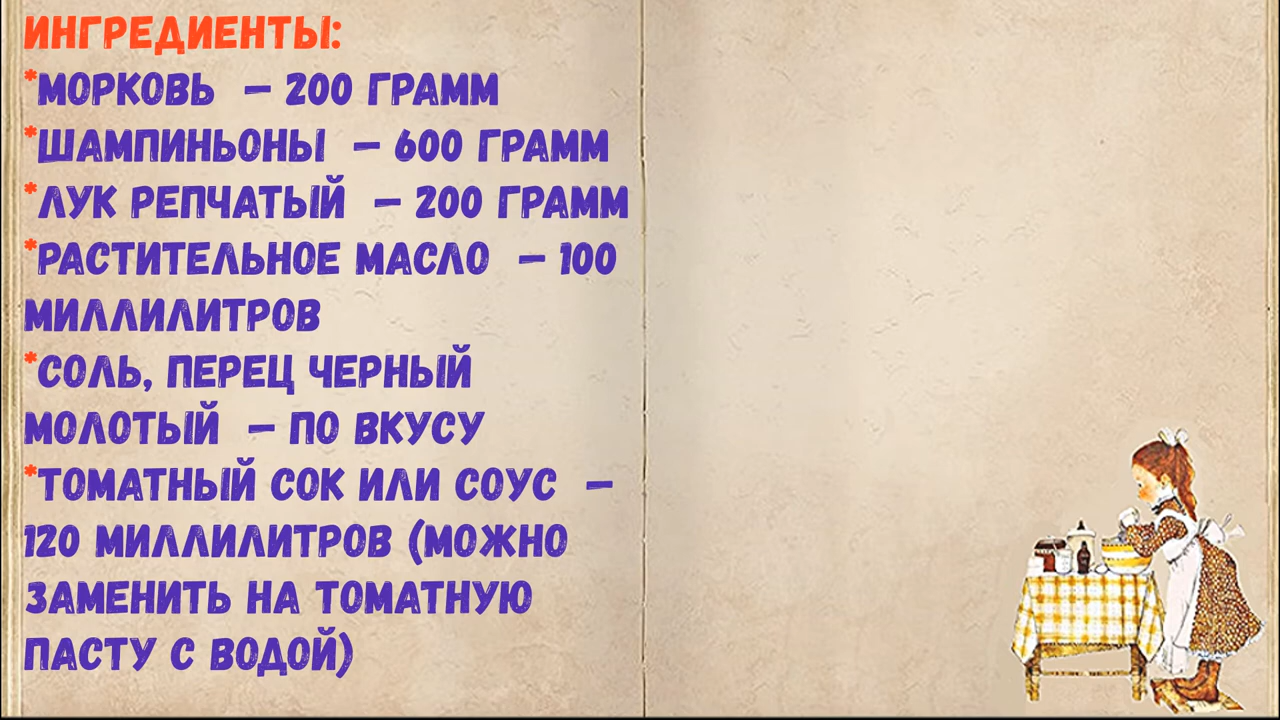 ИНГРЕДИЕНТЫ:
*МОРКОВЬ – 200 ГРАММ
*ШАМПИНЬОНЫ – 600 ГРАММ
*ЛУК РЕПЧАТЫЙ – 200 ГРАММ
*РАСТИТЕЛЬНОЕ МАСЛО – 100
МИЛЛИЛИТРОВ
*СОЛЬ, ПЕРЕЦ ЧЕРНЫЙ
МОЛОТЫЙ – ПО ВКУСУ
*ТОМАТНЫЙ СОК ИЛИ СОУС –
120 МИЛЛИЛИТРОВ (МОЖНО
ЗАМЕНИТЬ НА ТОМАТНУЮ
ПАСТУ С ВОДОЙ)